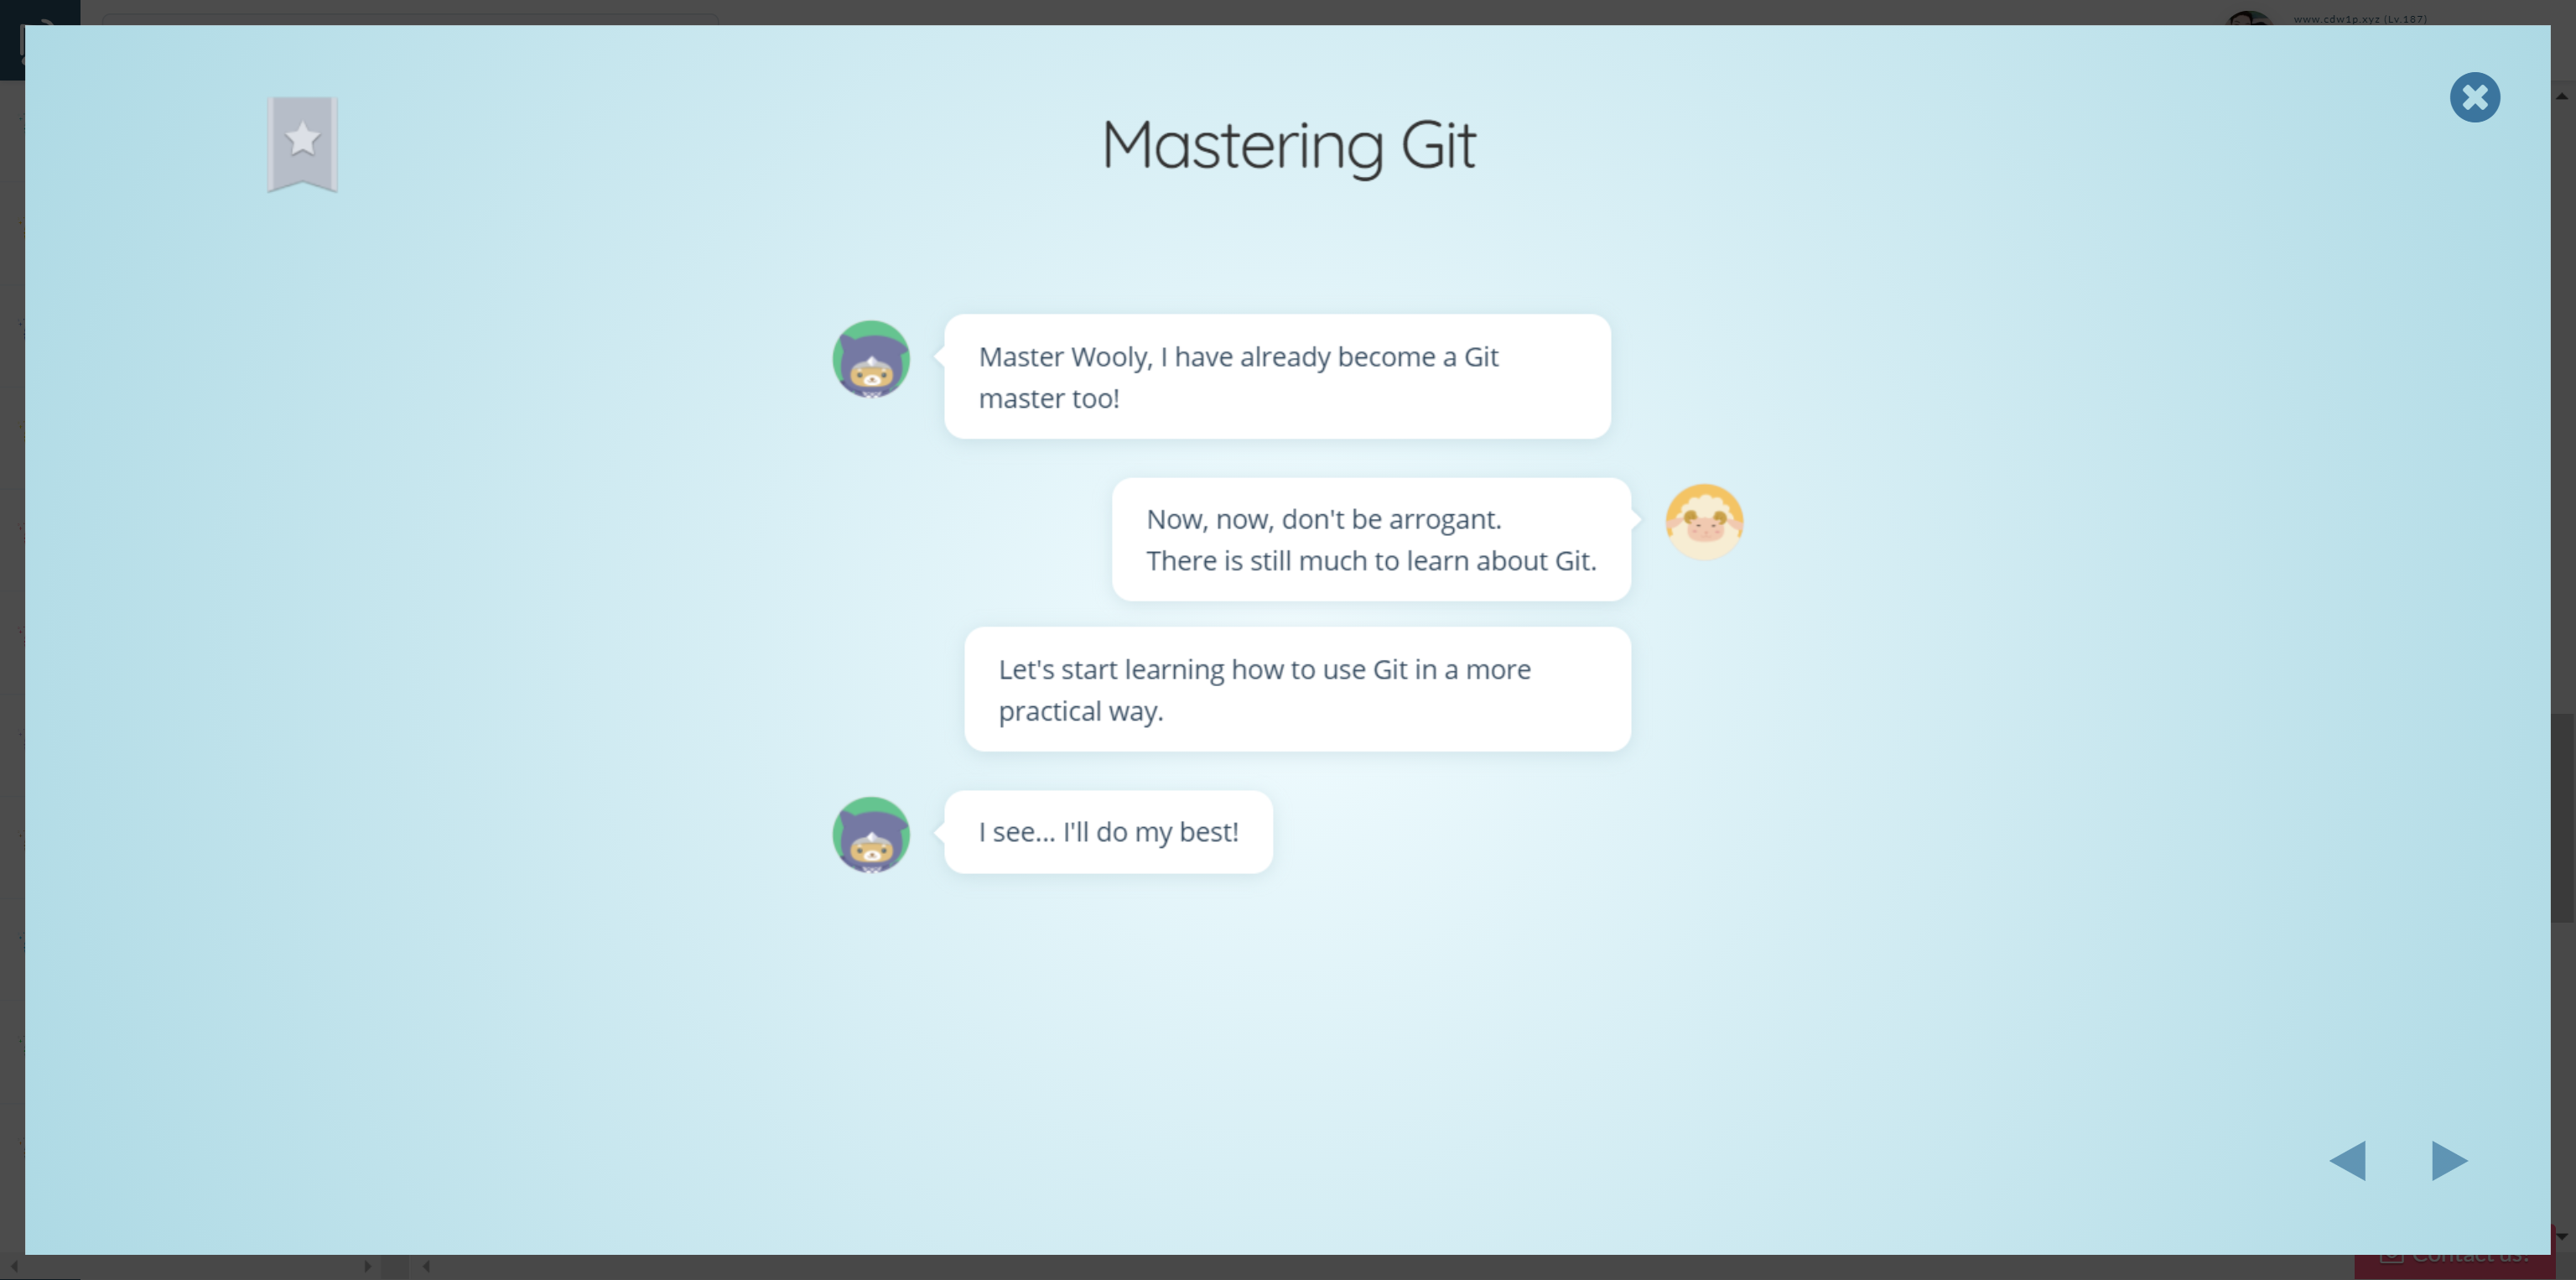 www.cdw1p.xyz (Lv.187)
Mastering Git
Master Wooly, I have already become a Git
master too!
Now, now, don't be arrogant.
There is still much to learn about Git.
Let's start learning how to use Git in a more
practical way.
I see... I'll do my best!
Contact us!